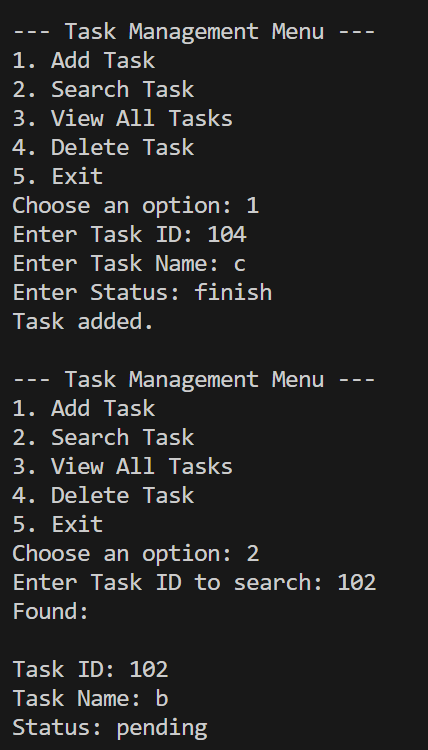 --- Task Management Menu ---
1. Add Task
2. Search Task
3. View All Tasks
4. Delete Task
5. Exit
Choose an option: 1
Enter Task ID: 104
Enter Task Name: c
Enter Status: finish
Task added.

--- Task Management Menu ---
1. Add Task
2. Search Task
3. View All Tasks
4. Delete Task
5. Exit
Choose an option: 2
Enter Task ID to search: 102
Found:

Task ID: 102
Task Name: b
Status: pending